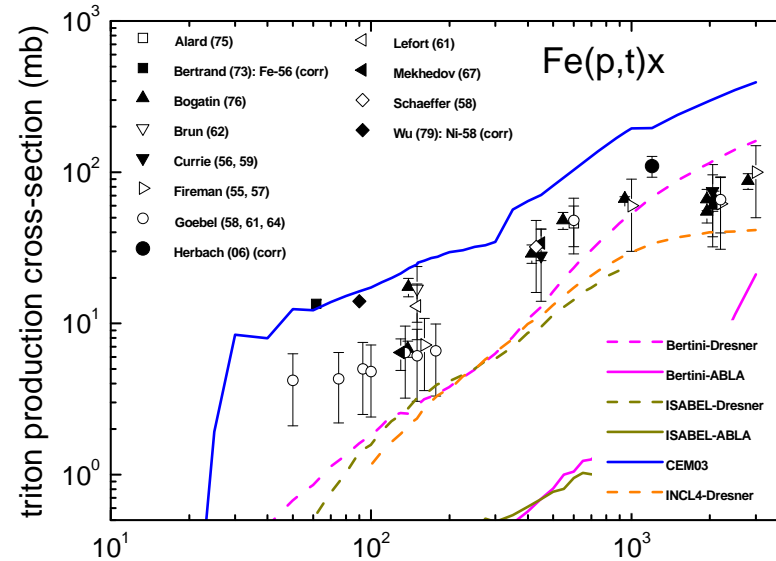 Fe(p,t)x
triton production cross-section (mb)
10^3
10^2
10^1
10^0
Alard (75)
Bertrand (73): Fe-56 (corr)
Bogatin (76)
Brun (62)
Currie (56, 59)
Fireman (55, 57)
Goebel (58, 61, 64)
Herbach (06) (corr)
Lefort (61)
Mekhedov (67)
Schaeffer (58)
Wu (79): Ni-58 (corr)
Bertini-Dresner
Bertini-ABLA
ISABEL-Dresner
ISABEL-ABLA
CEM03
INCL4-Dresner
10^1
10^2
10^3